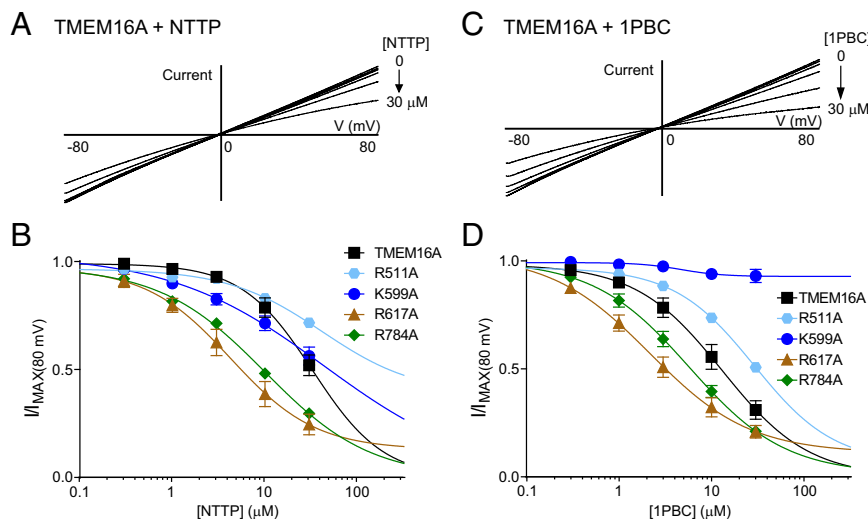 A TMEM16A + NTTP
[NTTP]
0
Current
30 μM
V (mV)
-80 0 80
B
1.0
TMEM16A
R511A
K599A
R617A
R784A
0.5
I/IMAX(80 mV)
0.0
0.1 1 10 100
[NTTP] (μM)
C TMEM16A + 1PBC
[1PBC]
0
Current
30 μM
V (mV)
-80 0 80
D
1.0
TMEM16A
R511A
K599A
R617A
R784A
0.5
I/IMAX(80 mV)
0.0
0.1 1 10 100
[1PBC] (μM)